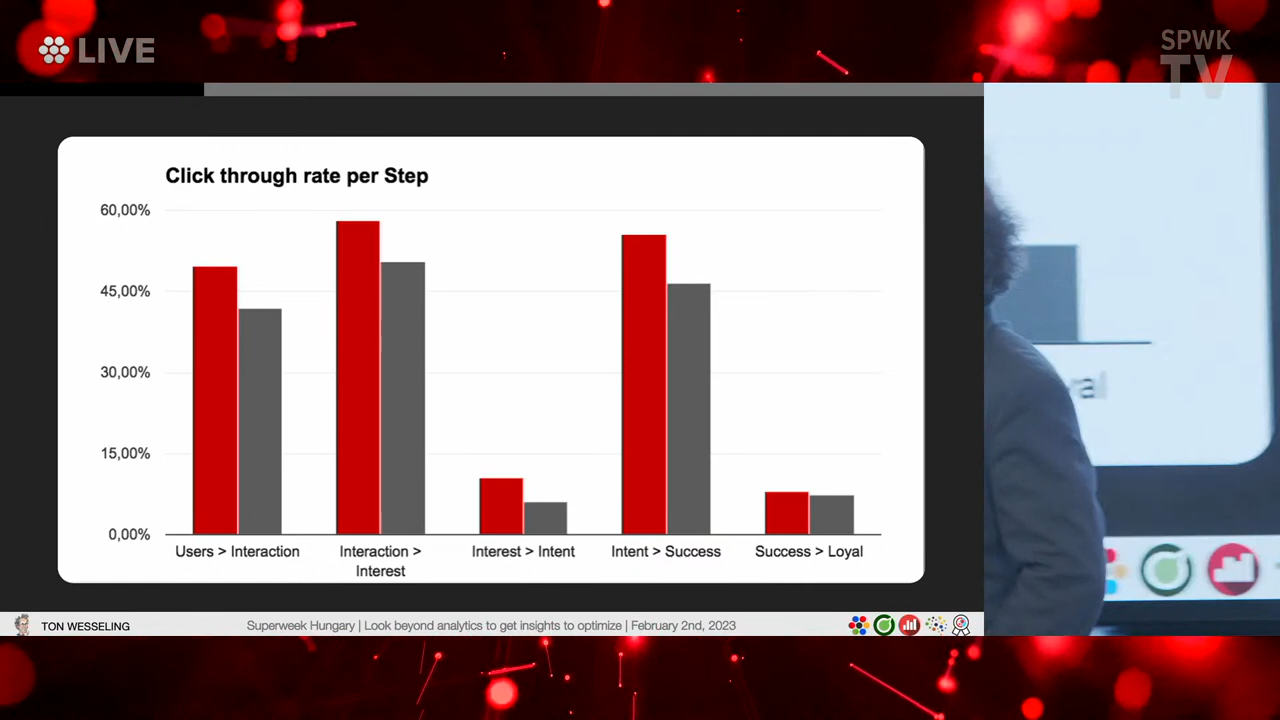 LIVE
SPWK
TV
Click through rate per Step
60,00%
45,00%
30,00%
15,00%
0,00%
Users > Interaction
Interaction >
Interest
Interest > Intent
Intent > Success
Success > Loyal
TON WESSELING
Superweek Hungary | Look beyond analytics to get insights to optimize | February 2nd, 2023